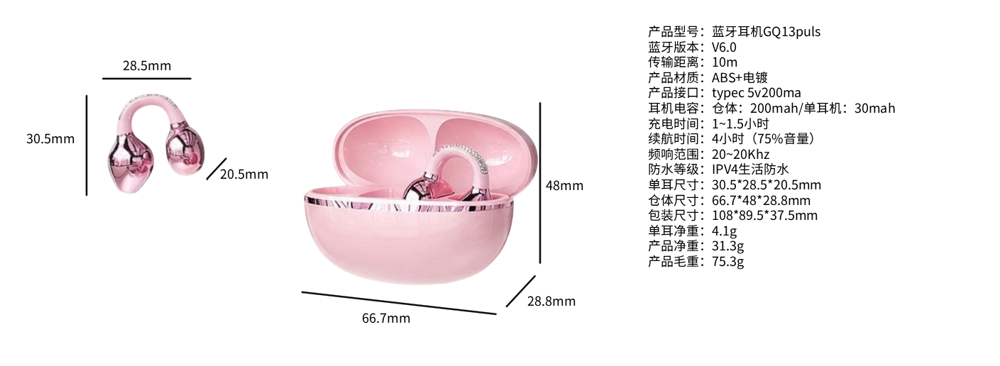 28.5mm
30.5mm
20.5mm
48mm
28.8mm
66.7mm
产品型号：蓝牙耳机GQ13puls
蓝牙版本：V6.0
传输距离：10m
产品材质：ABS+电镀
产品接口：typec 5v200ma
耳机电容：仓体：200mah/单耳机：30mah
充电时间：1~1.5小时
续航时间：4小时（75%音量）
频响范围：20~20Khz
防水等级：IPV4生活防水
单耳尺寸：30.5*28.5*20.5mm
仓体尺寸：66.7*48*28.8mm
包装尺寸：108*89.5*37.5mm
单耳净重：4.1g
产品净重：31.3g
产品毛重：75.3g